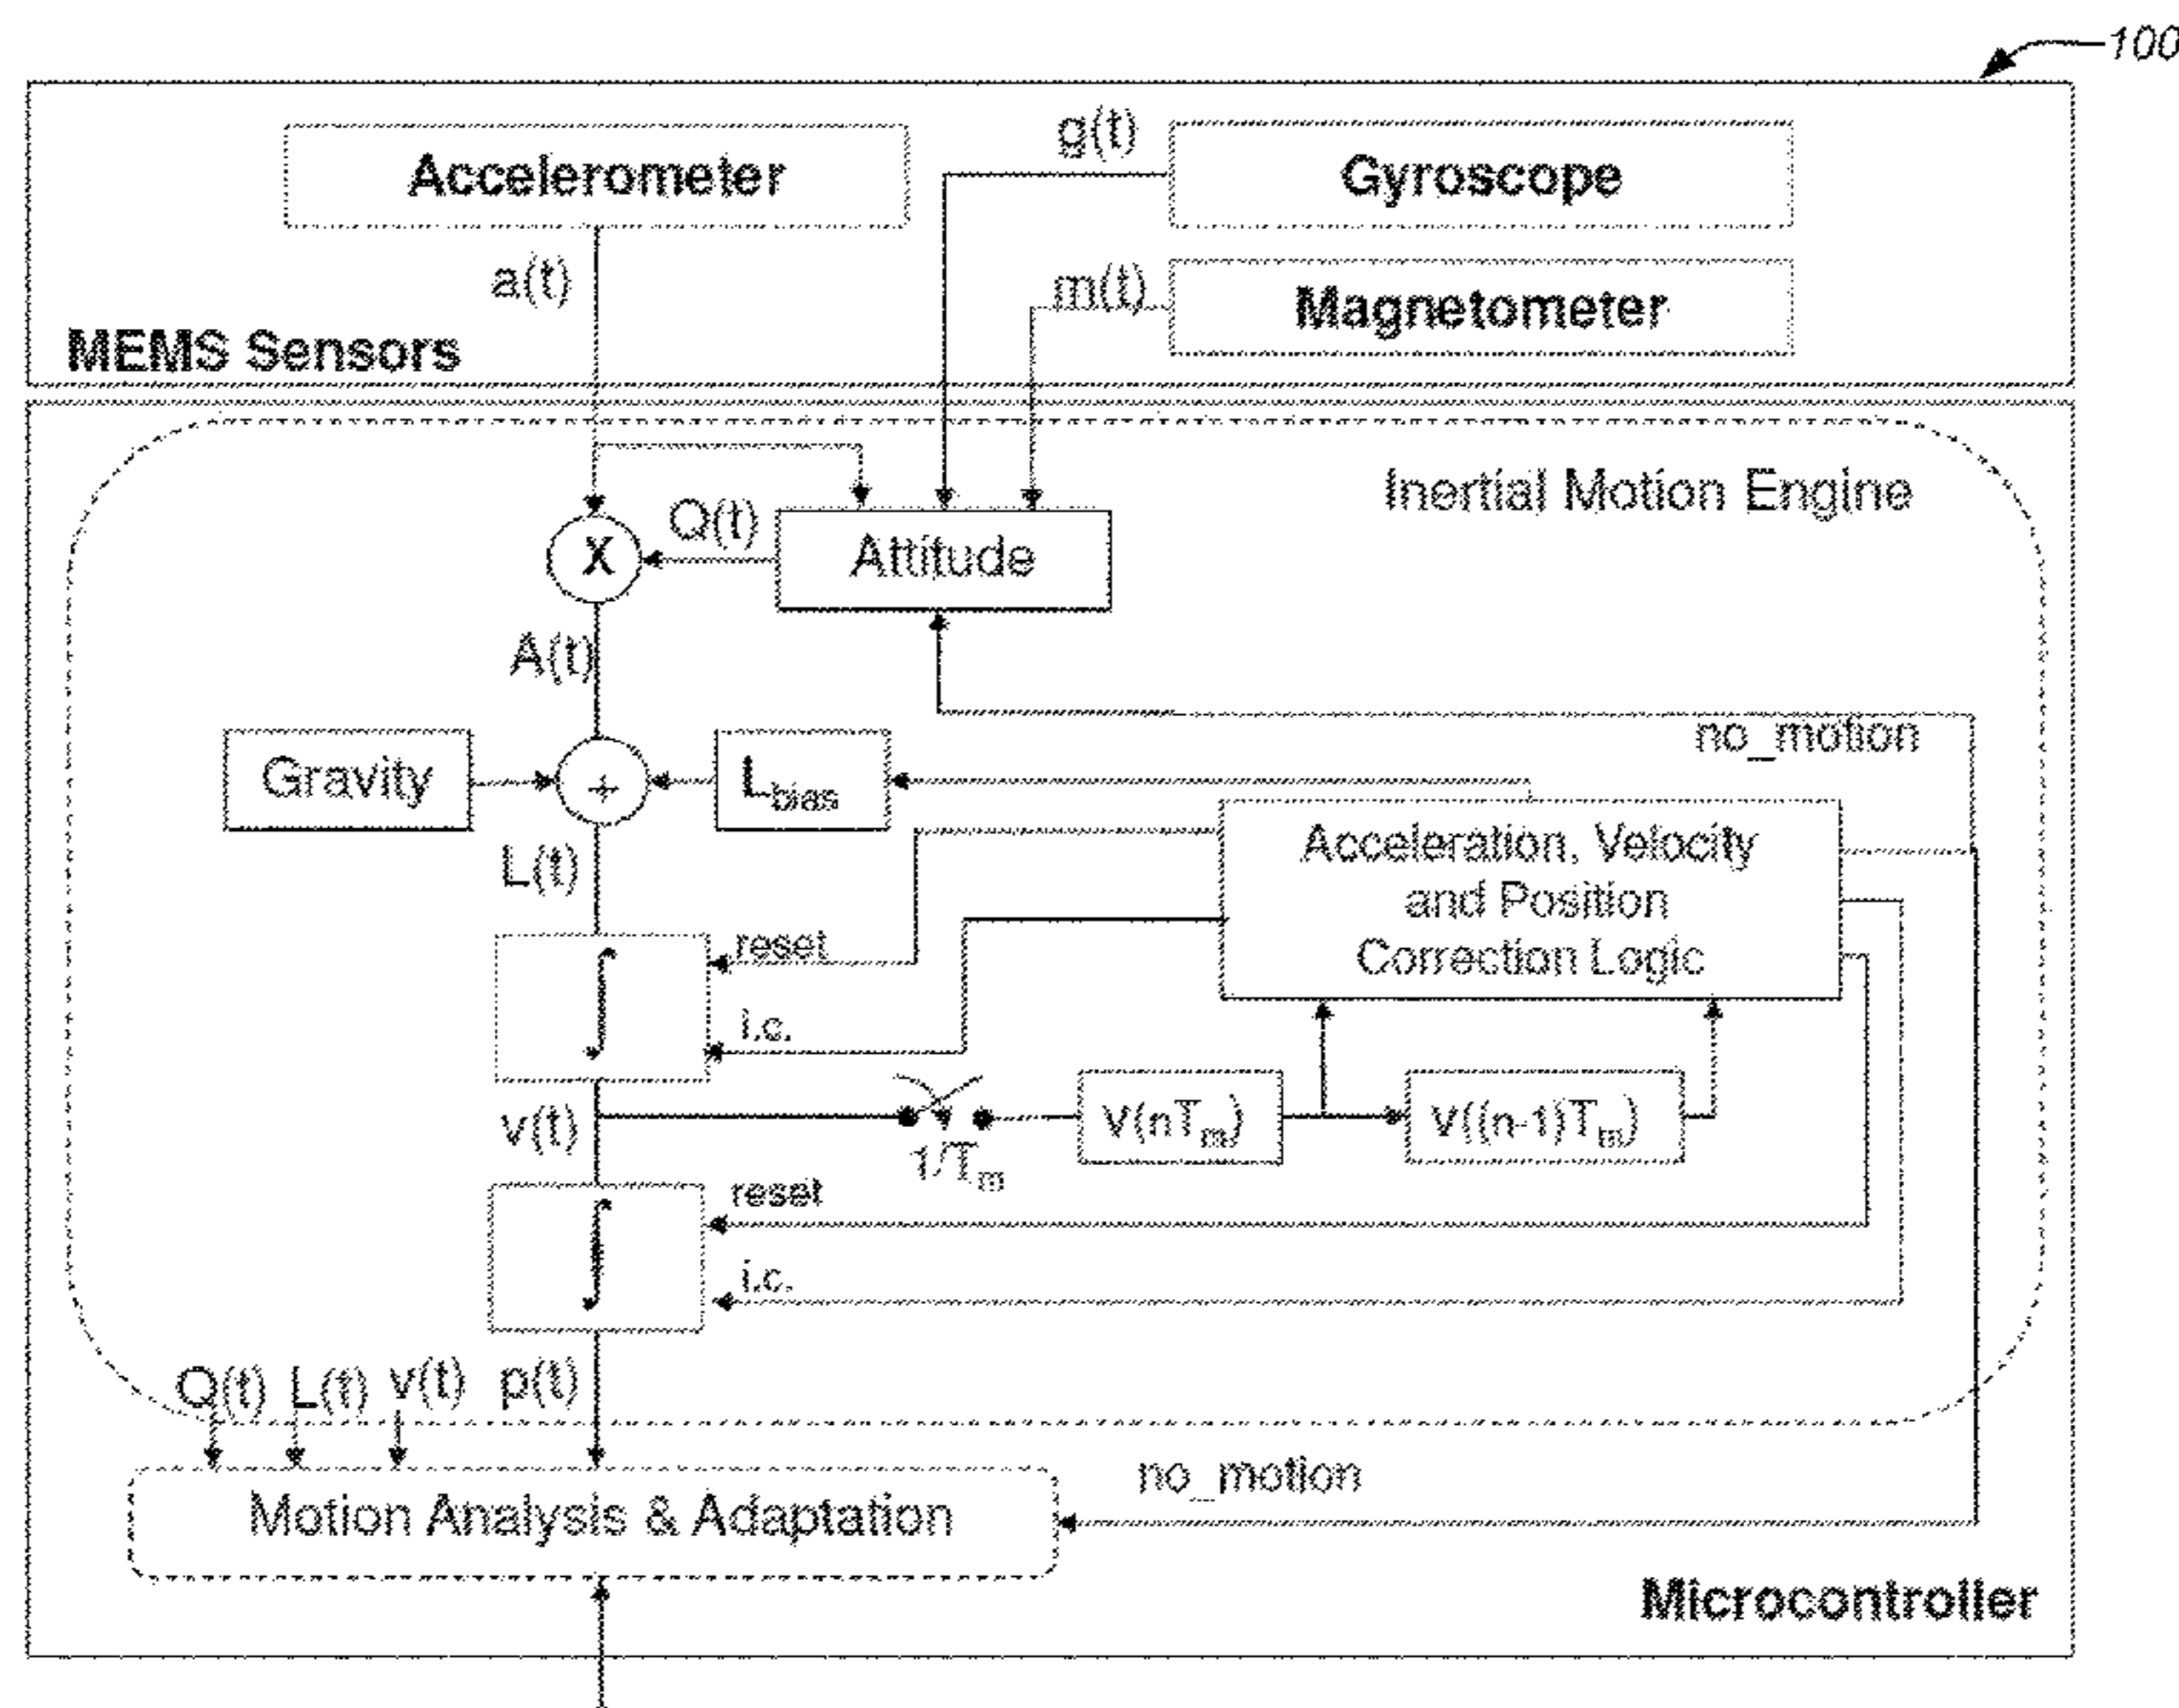 100
Accelerometer
g(t)
Gyroscope
a(t)
m(t)
Magnetometer
MEMS Sensors
Inertial Motion Engine
Q(t)
X
Attitude
A(t)
no_motion
Gravity
+
Lbias
L(t)
Acceleration, Velocity
and Position
Correction Logic
reset
∫
i.c.
v(t)
1/Tm
V(nTm)
V((n-1)Tm)
reset
∫
i.c.
Q(t) L(t) v(t) p(t)
no_motion
Motion Analysis & Adaptation
Microcontroller